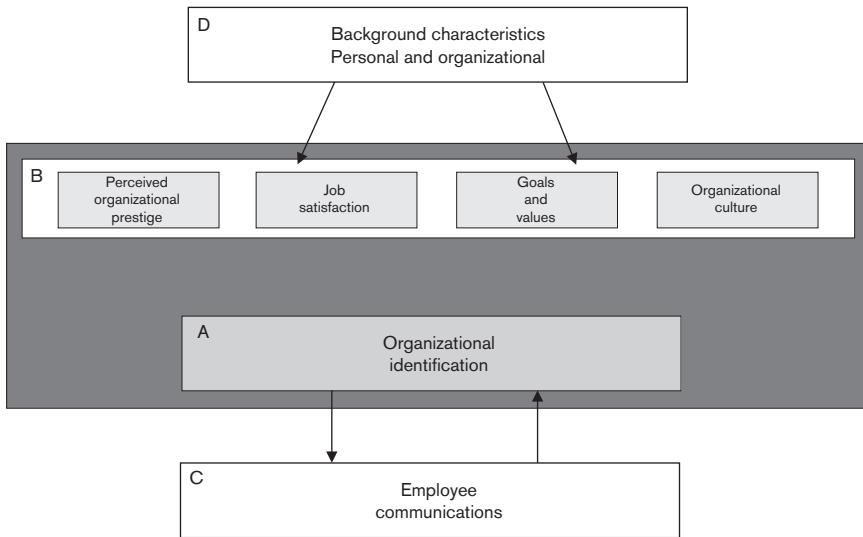 D
Background characteristics
Personal and organizational
B
Perceived
organizational
prestige
Job
satisfaction
Goals
and
values
Organizational
culture
A
Organizational
identification
C
Employee
communications